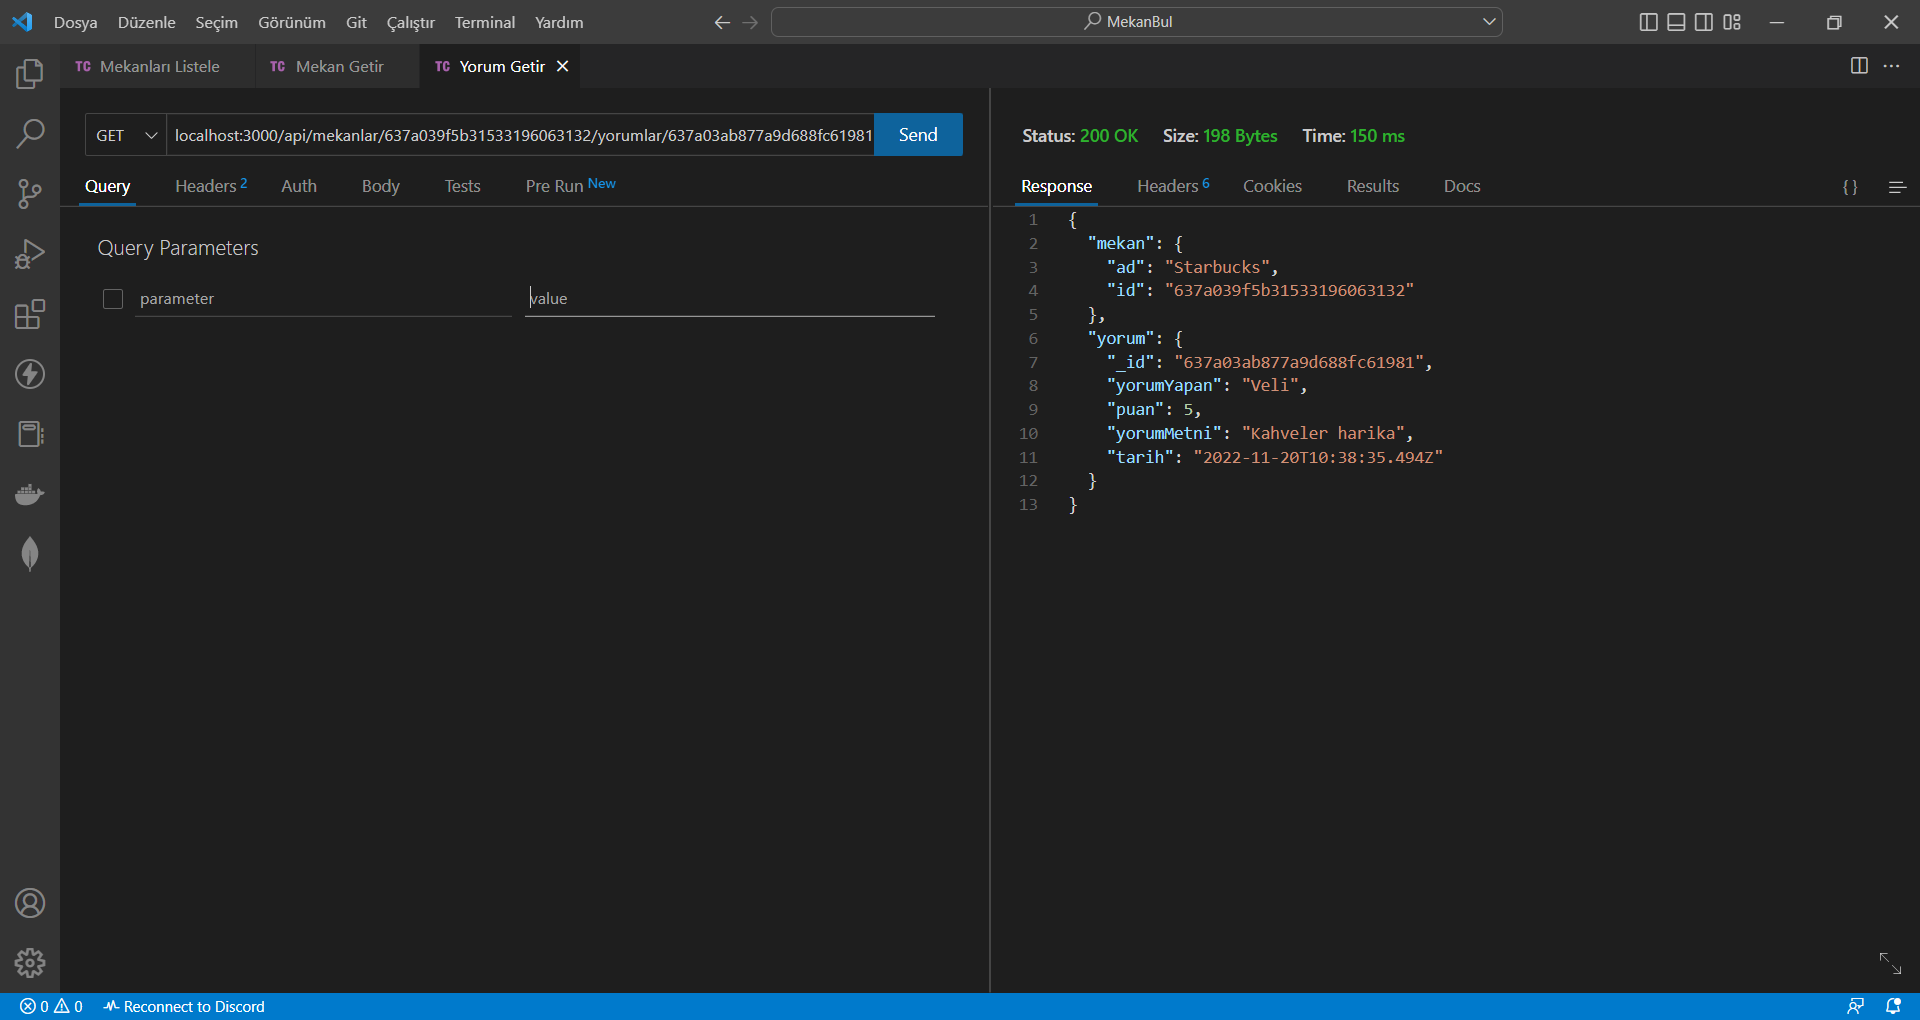 Dosya Düzenle Seçim Görünüm Git Çalıştır Terminal Yardım MekanBul
TC Mekanları Listele TC Mekan Getir TC Yorum Getir
GET localhost:3000/api/mekanlar/637a039f5b31533196063132/yorumlar/637a03ab877a9d688fc61981 Send
Status: 200 OK Size: 198 Bytes Time: 150 ms
Query Headers 2 Auth Body Tests Pre Run New
Response Headers 6 Cookies Results Docs { }
Query Parameters
parameter value
1 {
2 "mekan": {
3 "ad": "Starbucks",
4 "id": "637a039f5b31533196063132"
5 },
6 "yorum": {
7 "_id": "637a03ab877a9d688fc61981",
8 "yorumYapan": "Veli",
9 "puan": 5,
10 "yorumMetni": "Kahveler harika",
11 "tarih": "2022-11-20T10:38:35.494Z"
12 }
13 }
0 0 Reconnect to Discord